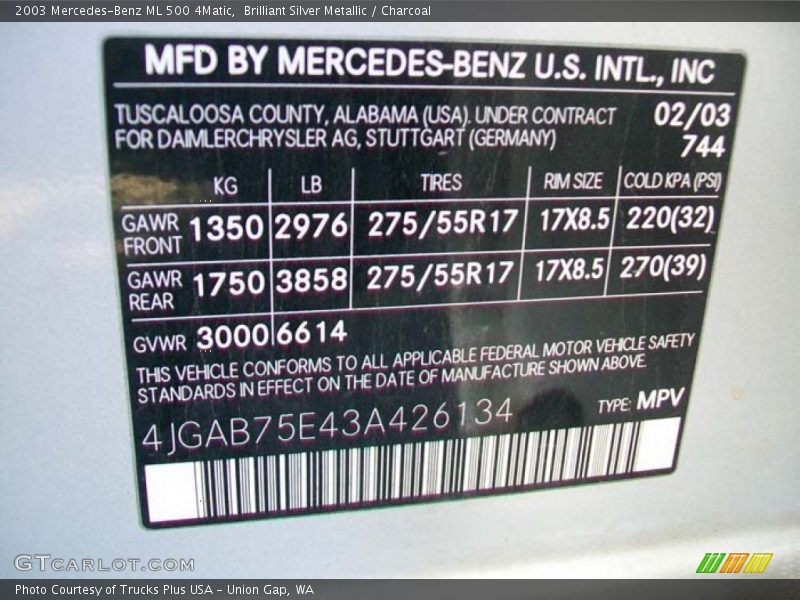 2003 Mercedes-Benz ML 500 4Matic,  Brilliant Silver Metallic / Charcoal
MFD BY MERCEDES-BENZ U.S. INTL., INC
TUSCALOOSA COUNTY, ALABAMA (USA). UNDER CONTRACT 02/03
FOR DAIMLERCHRYSLER AG, STUTTGART (GERMANY) 744
KG LB TIRES RIM SIZE COLD KPA (PSI)
GAWR FRONT 1350 2976 275/55R17 17X8.5 220(32)
GAWR REAR 1750 3858 275/55R17 17X8.5 270(39)
GVWR 3000 6614
THIS VEHICLE CONFORMS TO ALL APPLICABLE FEDERAL MOTOR VEHICLE SAFETY
STANDARDS IN EFFECT ON THE DATE OF MANUFACTURE SHOWN ABOVE.
4JGAB75E43A426134 TYPE: MPV
GTCARLOT.COM
Photo Courtesy of Trucks Plus USA - Union Gap, WA